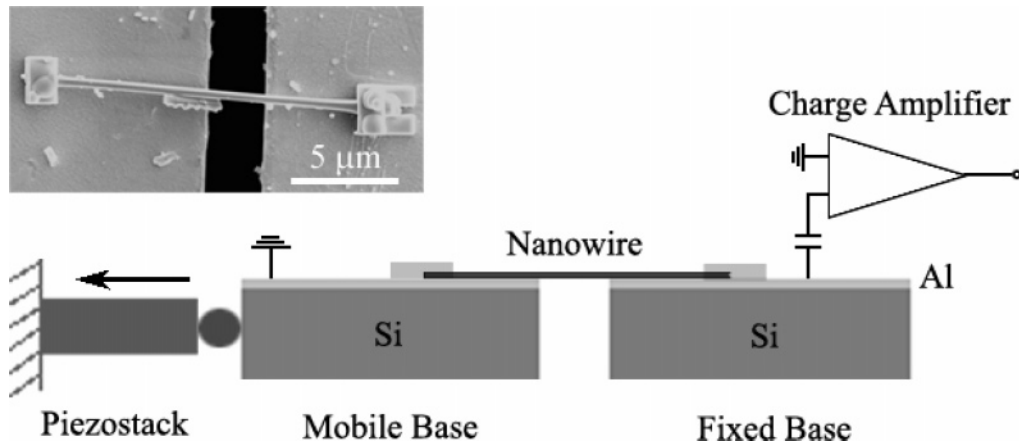 5 μm
Charge Amplifier
Nanowire
Al
Si
Si
Piezostack
Mobile Base
Fixed Base